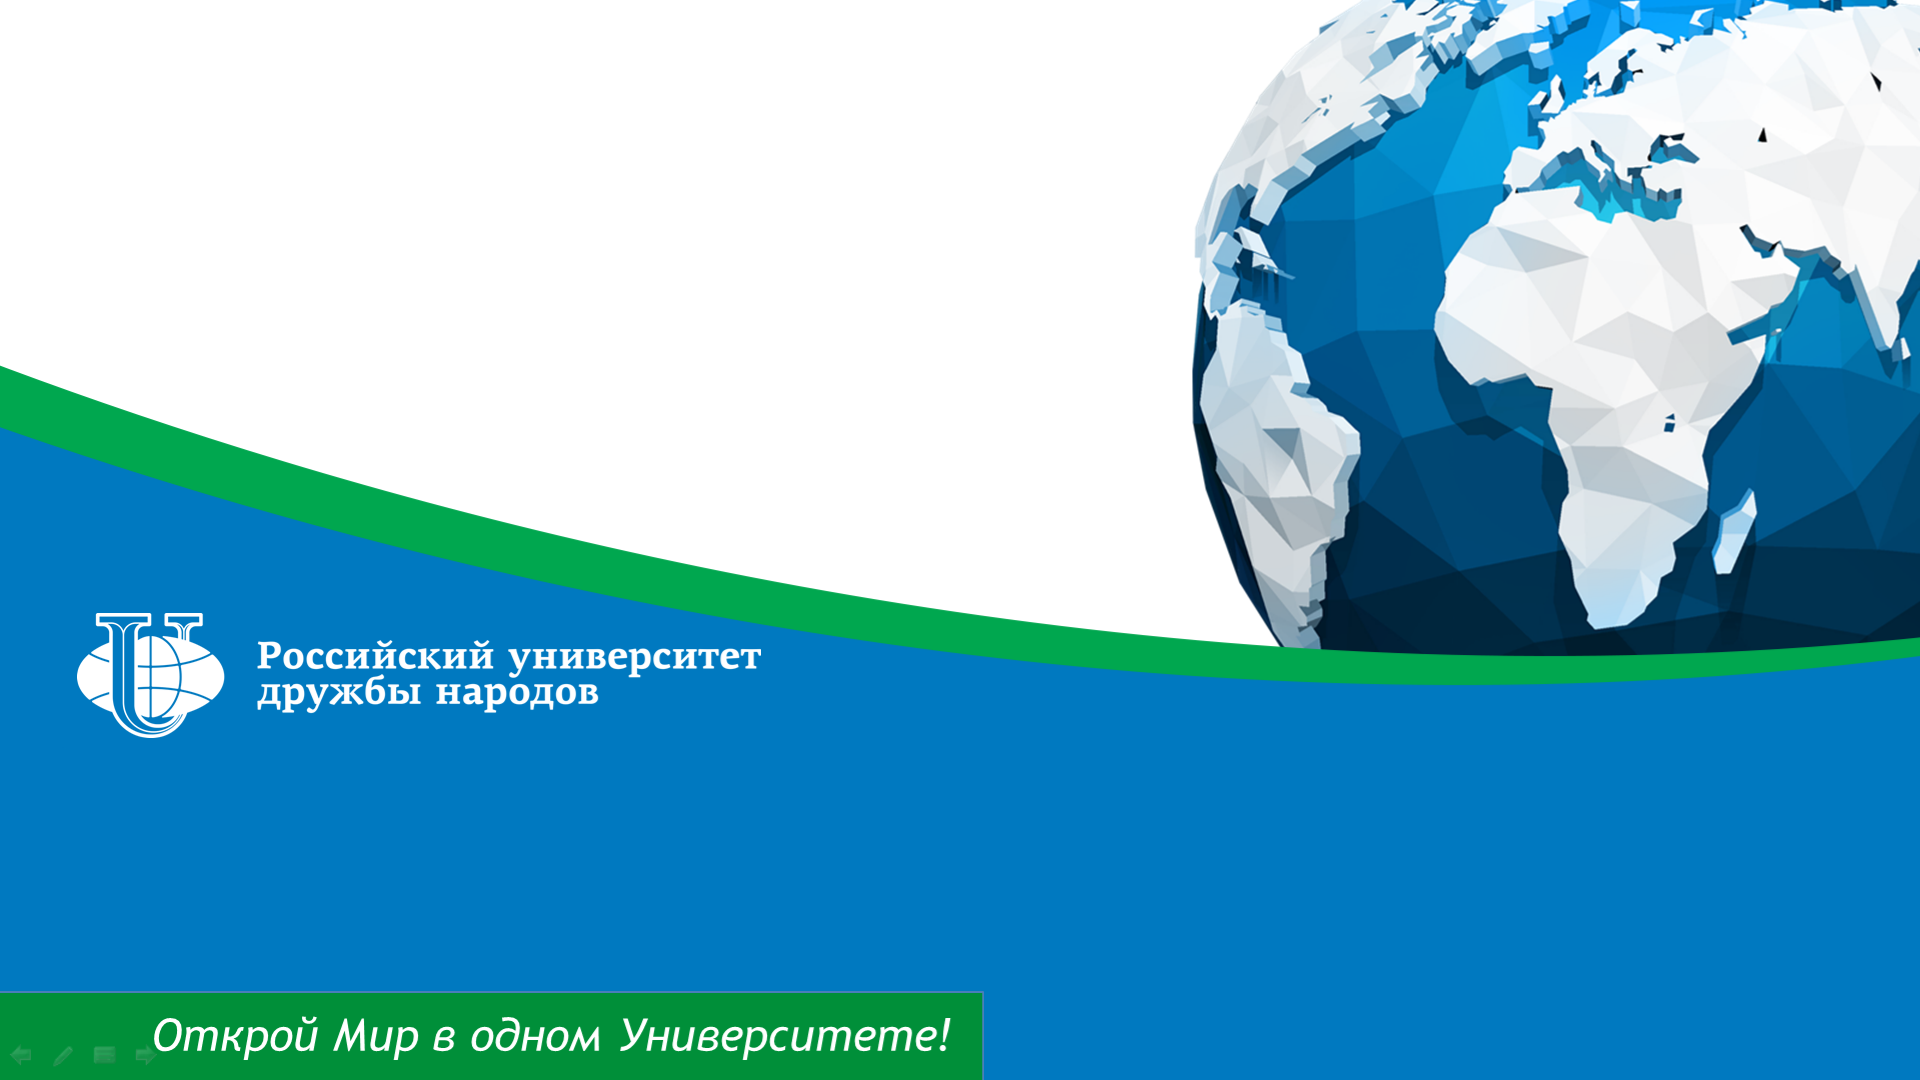 Российский университет
дружбы народов
Открой Мир в одном Университете!